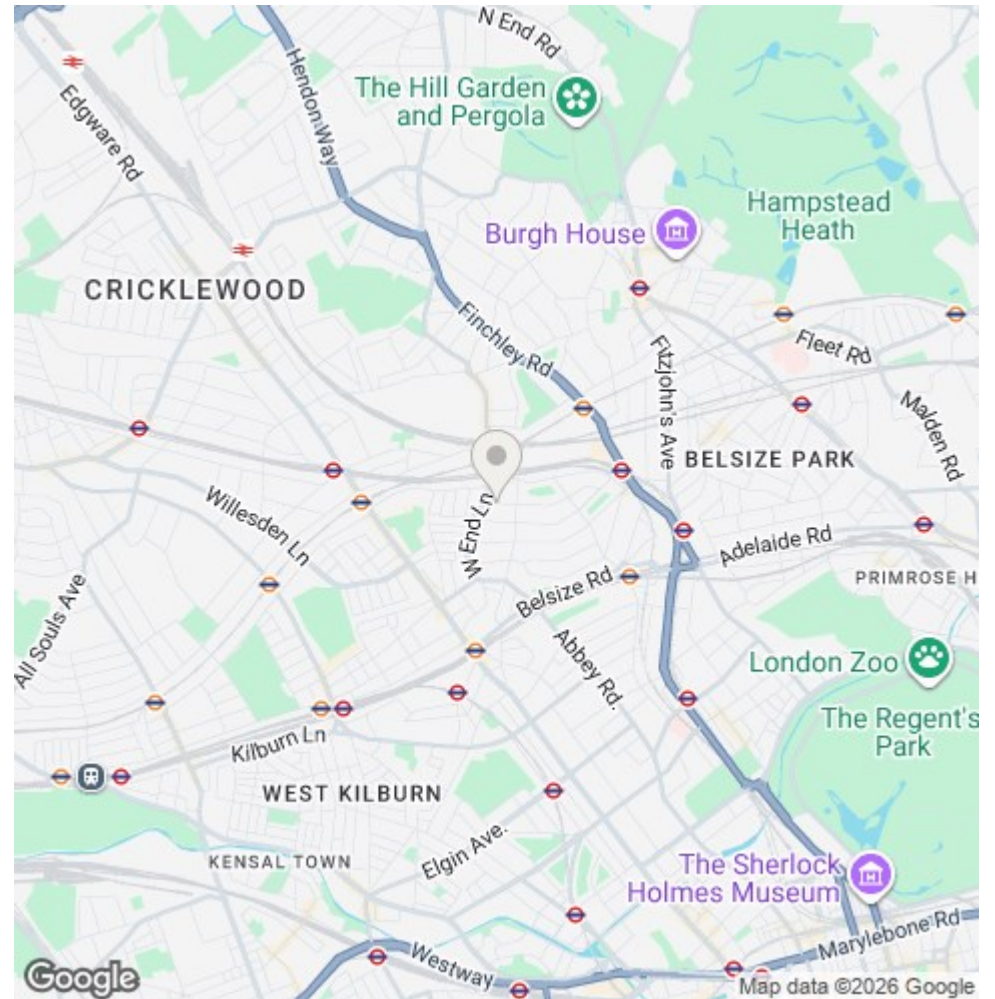 N End Rd
The Hill Garden
and Pergola
Hendon Way
Edgware Rd
Hampstead
Heath
Burgh House
CRICKLEWOOD
Finchley Rd
Fitzjohn's Ave
Fleet Rd
Malden Rd
BELSIZE PARK
Willesden Ln
W End Ln
Adelaide Rd
Belsize Rd
PRIMROSE H
All Souls Ave
Abbey Rd.
London Zoo
The Regent's
Park
Kilburn Ln
WEST KILBURN
Elgin Ave.
KENSAL TOWN
The Sherlock
Holmes Museum
Marylebone Rd
Westway
Google
Map data ©2026 Google